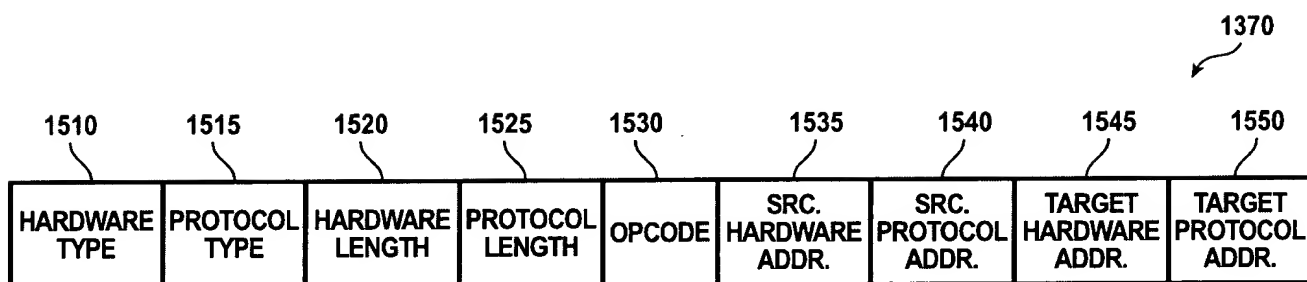 1370
1510 1515 1520 1525 1530 1535 1540 1545 1550
HARDWARE TYPE
PROTOCOL TYPE
HARDWARE LENGTH
PROTOCOL LENGTH
OPCODE
SRC. HARDWARE ADDR.
SRC. PROTOCOL ADDR.
TARGET HARDWARE ADDR.
TARGET PROTOCOL ADDR.